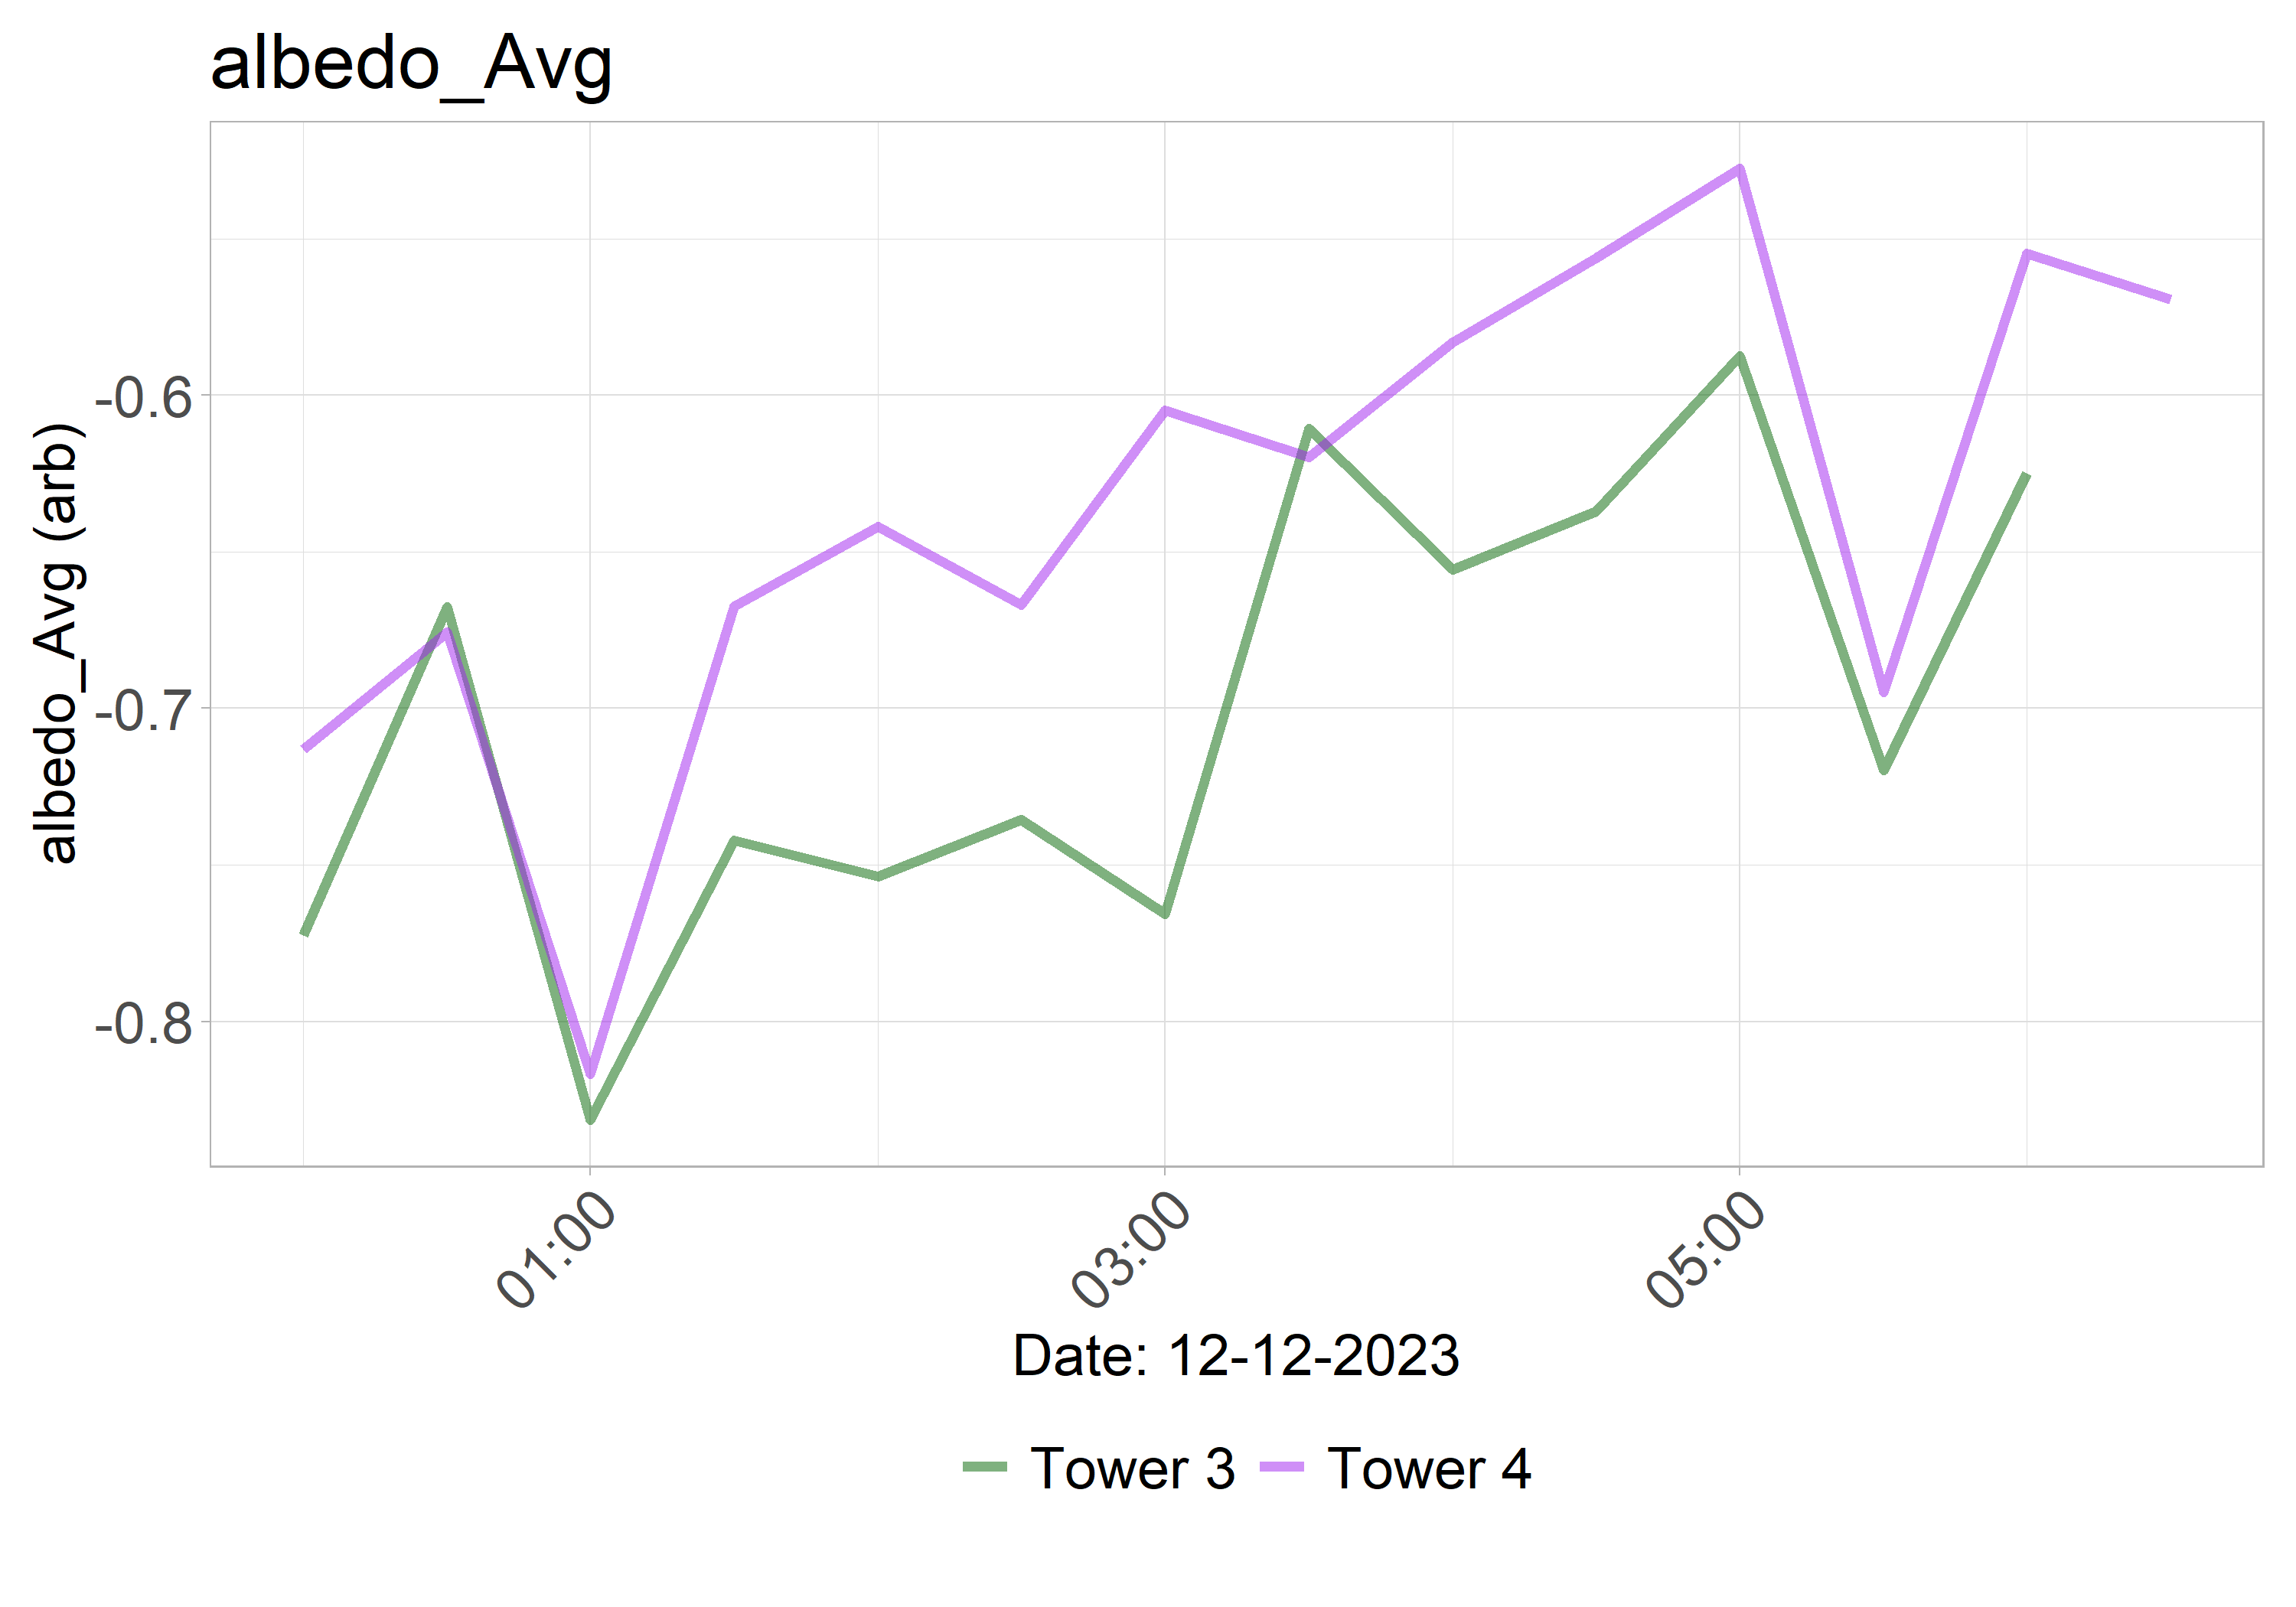 albedo_Avg
albedo_Avg (arb)
-0.6
-0.7
-0.8
01:00
03:00
05:00
Date: 12-12-2023
Tower 3
Tower 4